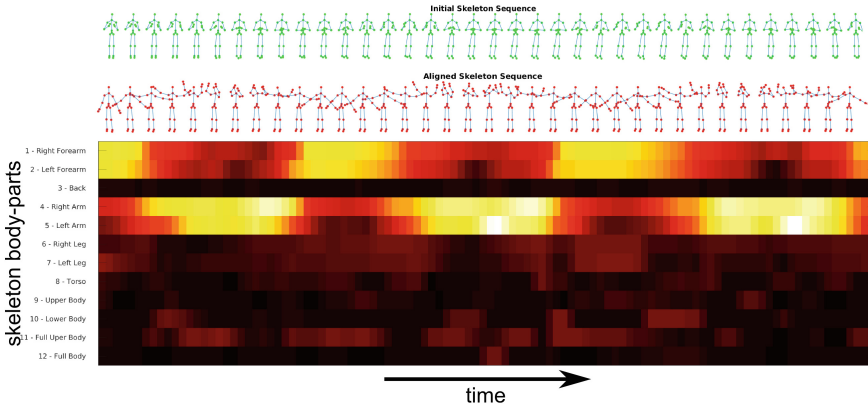 Initial Skeleton Sequence
Aligned Skeleton Sequence
skeleton body-parts
1 - Right Forearm
2 - Left Forearm
3 - Back
4 - Right Arm
5 - Left Arm
6 - Right Leg
7 - Left Leg
8 - Torso
9 - Upper Body
10 - Lower Body
11 - Full Uper Body
12 - Full Body
time